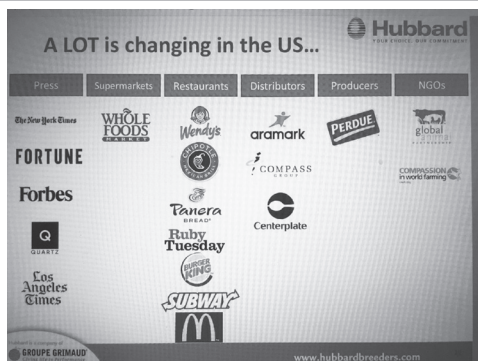 Hubbard
YOUR CHOICE, OUR COMMITMENT
A LOT is changing in the US...
Press
Supermarkets
Restaurants
Distributors
Producers
NGOs
The New York Times
FORTUNE
Forbes
Q
QUARTZ
Los
Angeles
Times
WHOLE
FOODS
MARKET
Wendy's
CHIPOTLE
Panera
BREAD
Ruby
Tuesday
BURGER
KING
SUBWAY
M
aramark
COMPASS
GROUP
Centerplate
PERDUE
global
animal
PARTNERSHIP
COMPASSION
in world farming
GROUPE GRIMAUD
www.hubbardbreeders.com